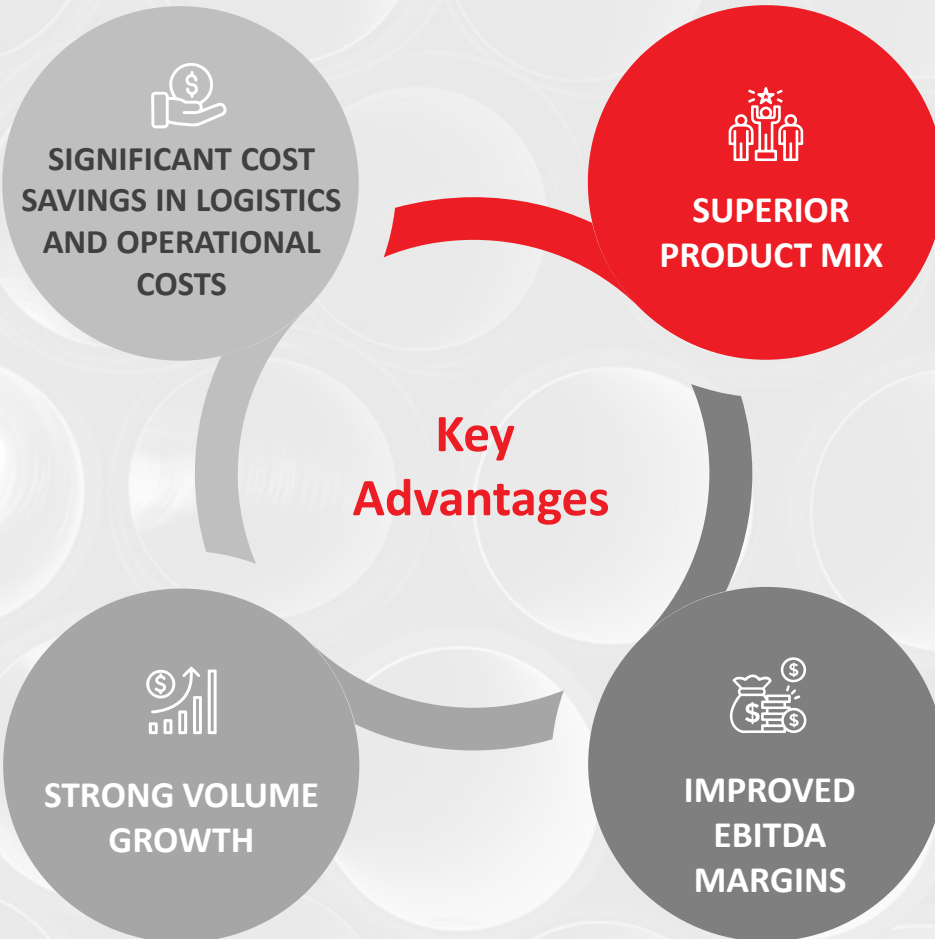 SIGNIFICANT COST
SAVINGS IN LOGISTICS
AND OPERATIONAL
COSTS
SUPERIOR
PRODUCT MIX
Key
Advantages
STRONG VOLUME
GROWTH
IMPROVED
EBITDA
MARGINS